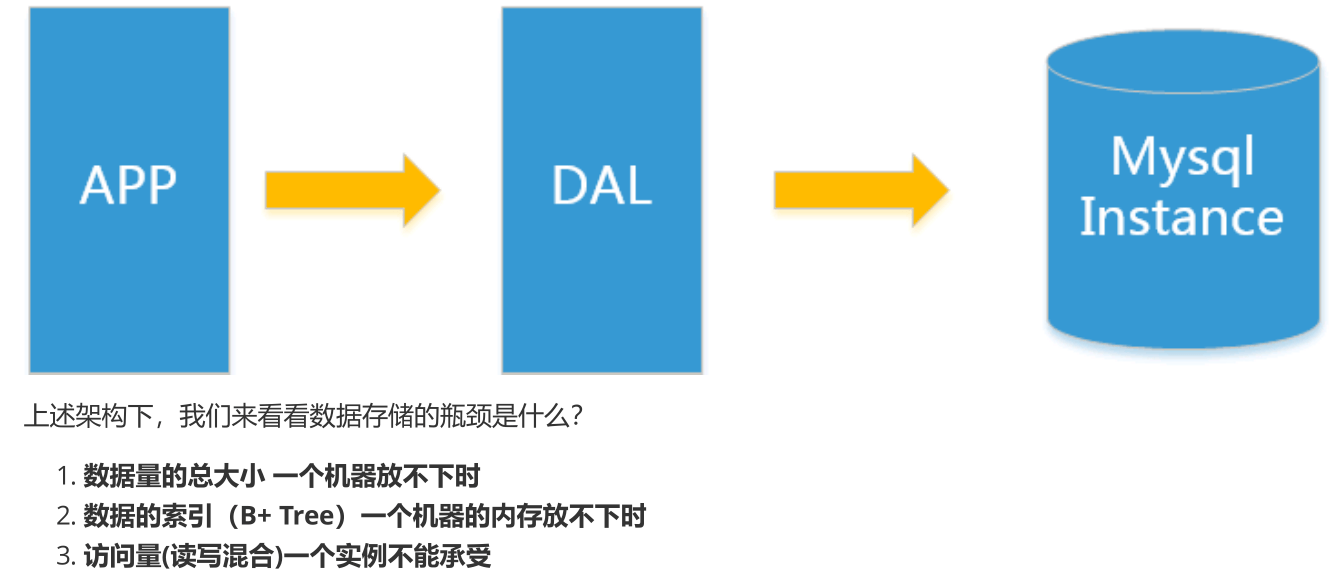 APP
DAL
Mysql
Instance
上述架构下，我们来看看数据存储的瓶颈是什么？
1. 数据量的总大小 一个机器放不下时
2. 数据的索引（B+ Tree）一个机器的内存放不下时
3. 访问量(读写混合)一个实例不能承受